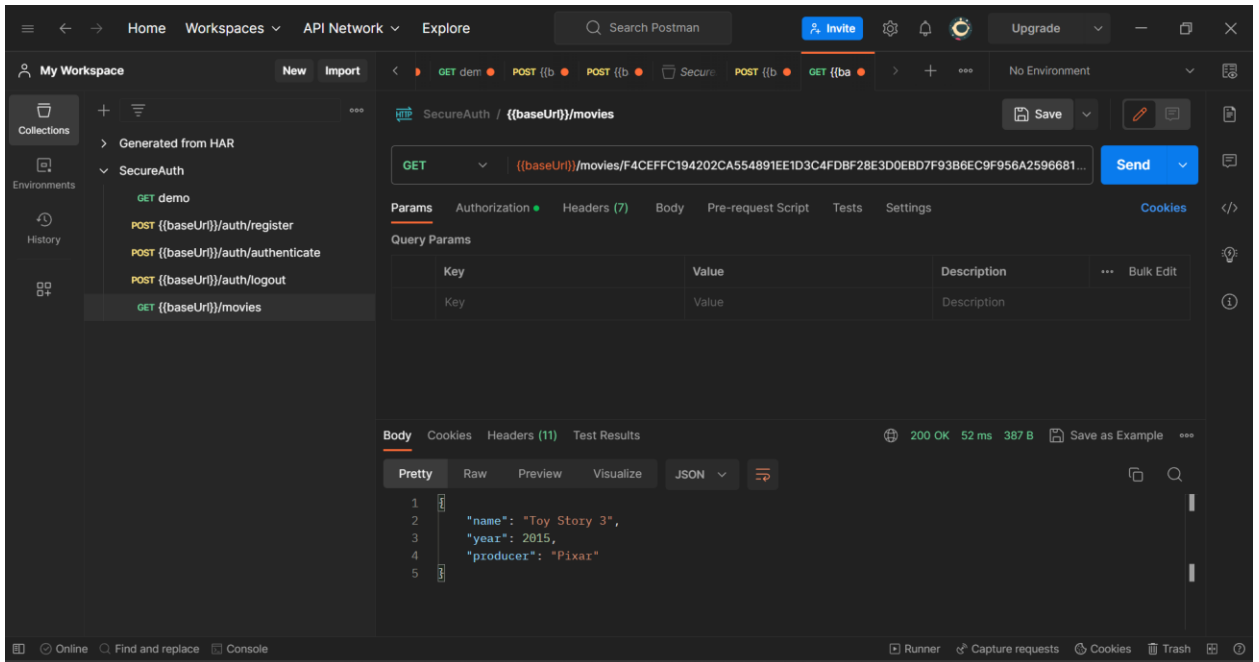 Home Workspaces API Network Explore Search Postman Invite Upgrade
My Workspace New Import GET dem POST {{b POST {{b Secure POST {{b GET {{ba No Environment
Collections
Environments
History
Generated from HAR
SecureAuth
GET demo
POST {{baseUrl}}/auth/register
POST {{baseUrl}}/auth/authenticate
POST {{baseUrl}}/auth/logout
GET {{baseUrl}}/movies
HTTP SecureAuth / {{baseUrl}}/movies Save
GET {{baseUrl}}/movies/F4CEFFC194202CA554891EE1D3C4FDBF28E3D0EBD7F93B6EC9F956A2596681... Send
Params Authorization Headers (7) Body Pre-request Script Tests Settings Cookies
Query Params
Key Value Description ••• Bulk Edit
Key Value Description
Body Cookies Headers (11) Test Results 200 OK 52 ms 387 B Save as Example
Pretty Raw Preview Visualize JSON
1 {
2 "name": "Toy Story 3",
3 "year": 2015,
4 "producer": "Pixar"
5 }
Online Find and replace Console Runner Capture requests Cookies Trash